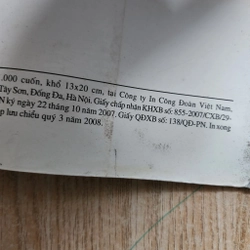 .000 cuốn, khổ 13x20 cm, tại Công ty In Công Đoàn Việt Nam,
Tây Sơn, Đống Đa, Hà Nội. Giấy chấp nhận KHXB số: 855-2007/CXB/29-
N ký ngày 22 tháng 10 năm 2007. Giấy QĐXB số: 138/QĐ-PN. In xong
p lưu chiểu quý 3 năm 2008.